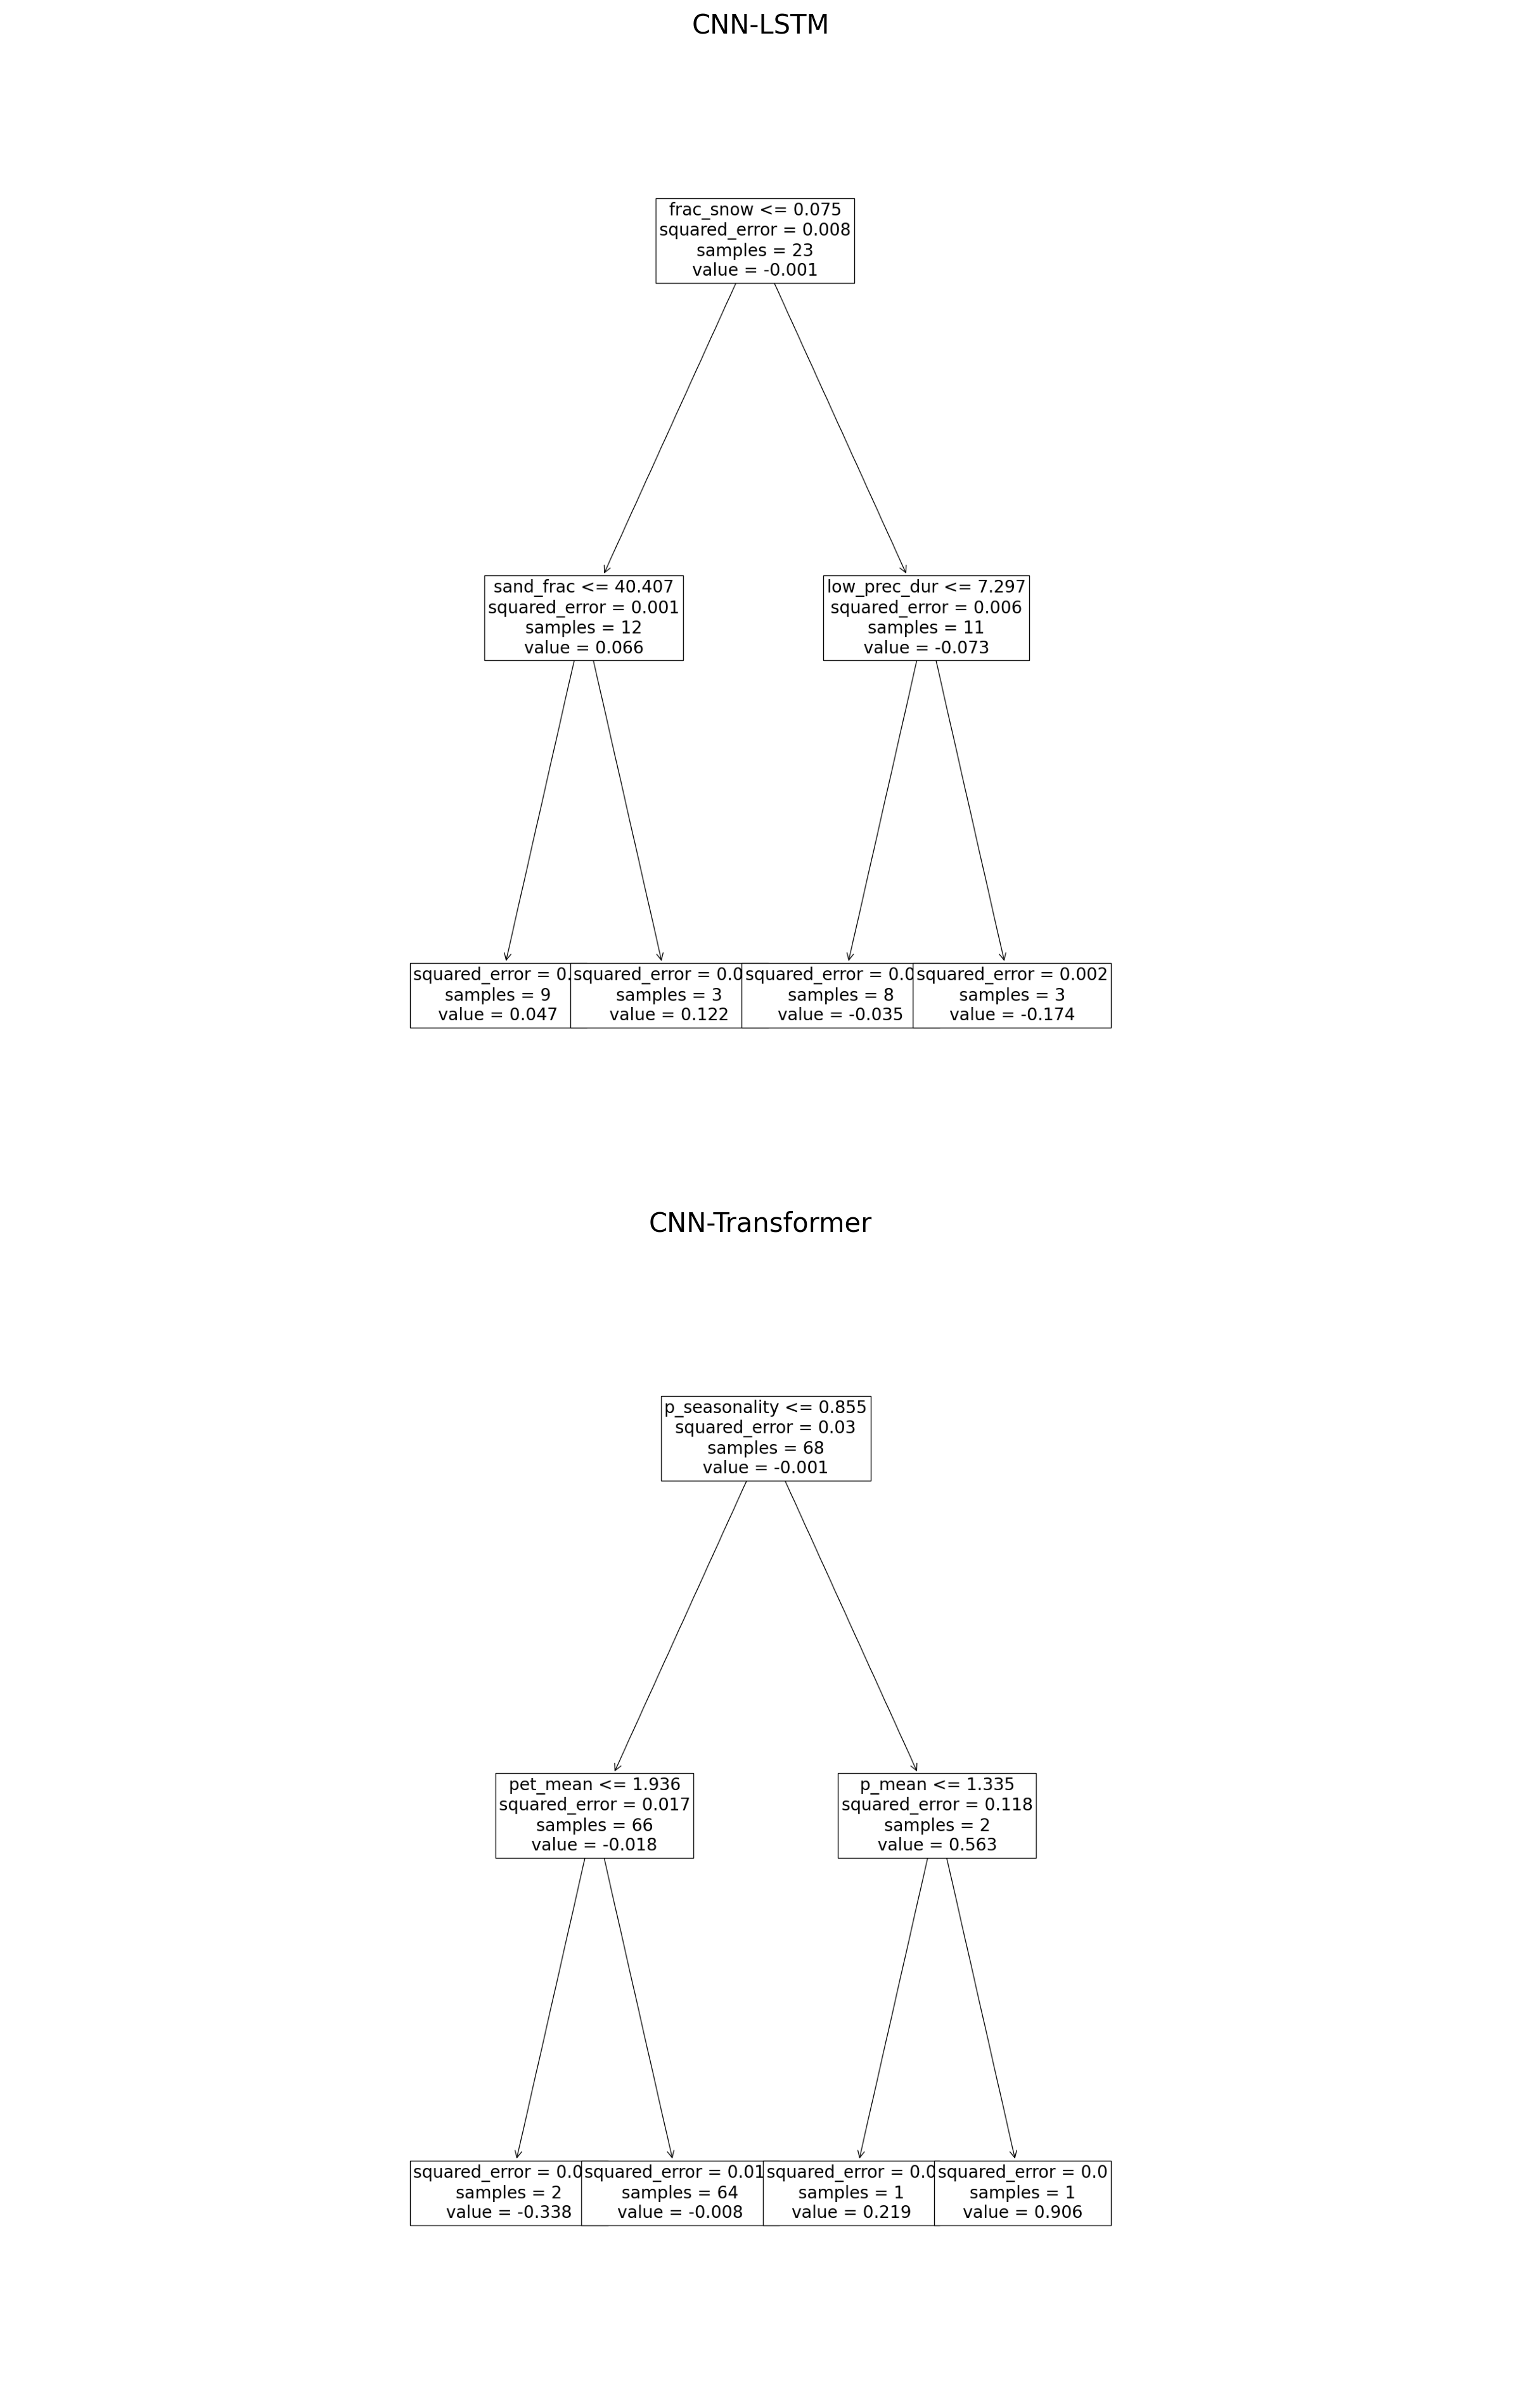 CNN-LSTM
frac_snow <= 0.075
squared_error = 0.008
samples = 23
value = -0.001
sand_frac <= 40.407
squared_error = 0.001
samples = 12
value = 0.066
low_prec_dur <= 7.297
squared_error = 0.006
samples = 11
value = -0.073
squared_error = 0.
samples = 9
value = 0.047
squared_error = 0.0
samples = 3
value = 0.122
squared_error = 0.0
samples = 8
value = -0.035
squared_error = 0.002
samples = 3
value = -0.174
CNN-Transformer
p_seasonality <= 0.855
squared_error = 0.03
samples = 68
value = -0.001
pet_mean <= 1.936
squared_error = 0.017
samples = 66
value = -0.018
p_mean <= 1.335
squared_error = 0.118
samples = 2
value = 0.563
squared_error = 0.0
samples = 2
value = -0.338
squared_error = 0.01
samples = 64
value = -0.008
squared_error = 0.0
samples = 1
value = 0.219
squared_error = 0.0
samples = 1
value = 0.906